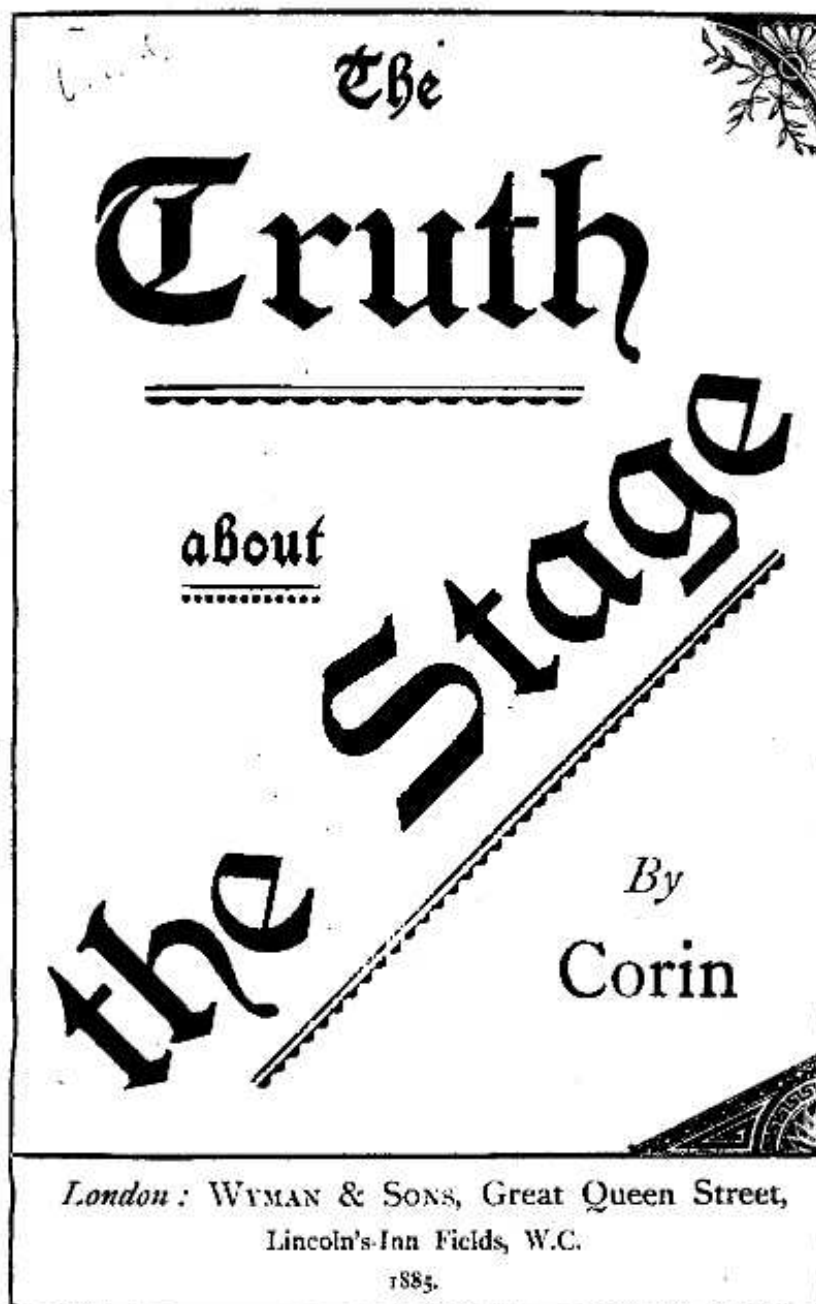 The
Truth
about
the Stage
By
Corin
London: WYMAN & SONS, Great Queen Street,
Lincoln's-Inn Fields, W.C.
1885.